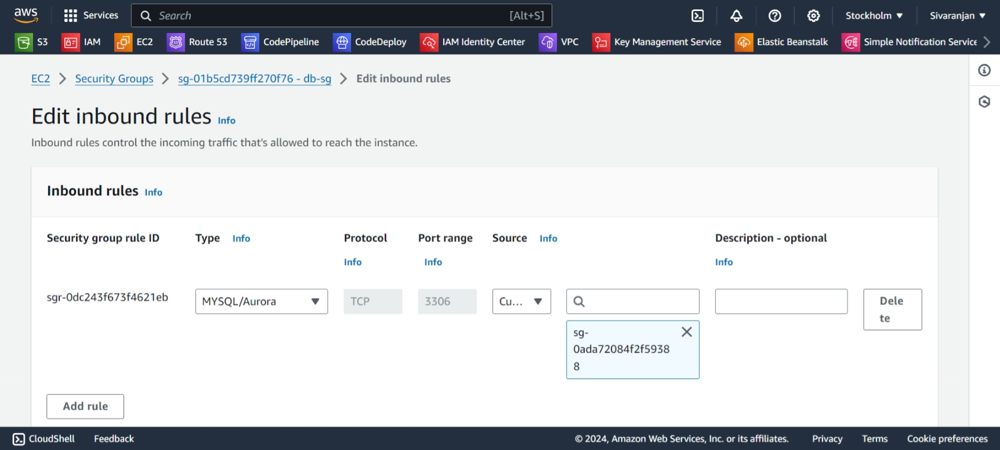 aws Services Search [Alt+S] Stockholm ▼ Sivaranjan ▼
S3 IAM EC2 Route 53 CodePipeline CodeDeploy IAM Identity Center VPC Key Management Service Elastic Beanstalk Simple Notification Service
EC2 > Security Groups > sg-01b5cd739ff270f76 - db-sg > Edit inbound rules
Edit inbound rules Info
Inbound rules control the incoming traffic that's allowed to reach the instance.
Inbound rules Info
Security group rule ID Type Info Protocol Port range Source Info Description - optional
Info Info Info
sgr-0dc243f673f4621eb MYSQL/Aurora TCP 3306 Cu... Dele
te
sg-
0ada72084f2f5938
8
Add rule
CloudShell Feedback © 2024, Amazon Web Services, Inc. or its affiliates. Privacy Terms Cookie preferences